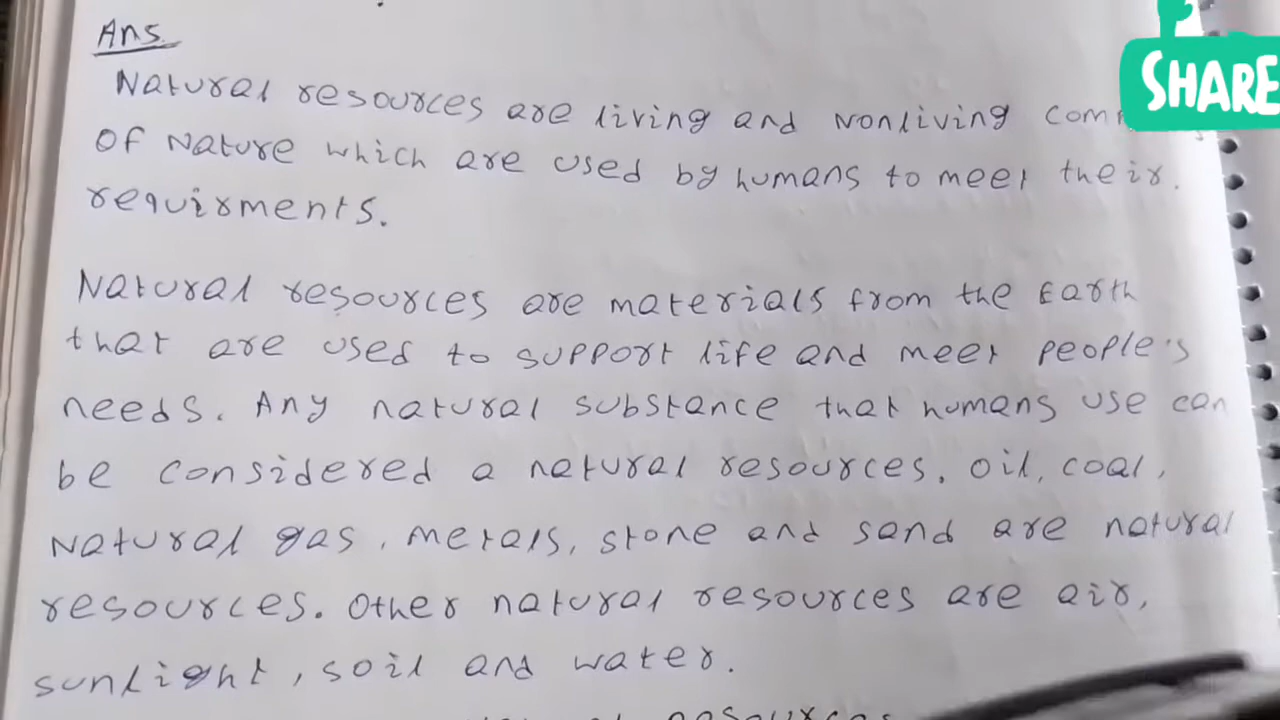 Ans.
SHARE
Natural resources are living and nonliving
of Nature which are used by humans to meet their.
requirments.
Natural resources are materials from the Earth
that are used to support life and meet people's
needs. Any natural substance that humans use can
be considered a natural resources. oil, coal,
Natural gas, metals, stone and sand are natural
resources. Other natural resources are air,
sunlight, soil and water.